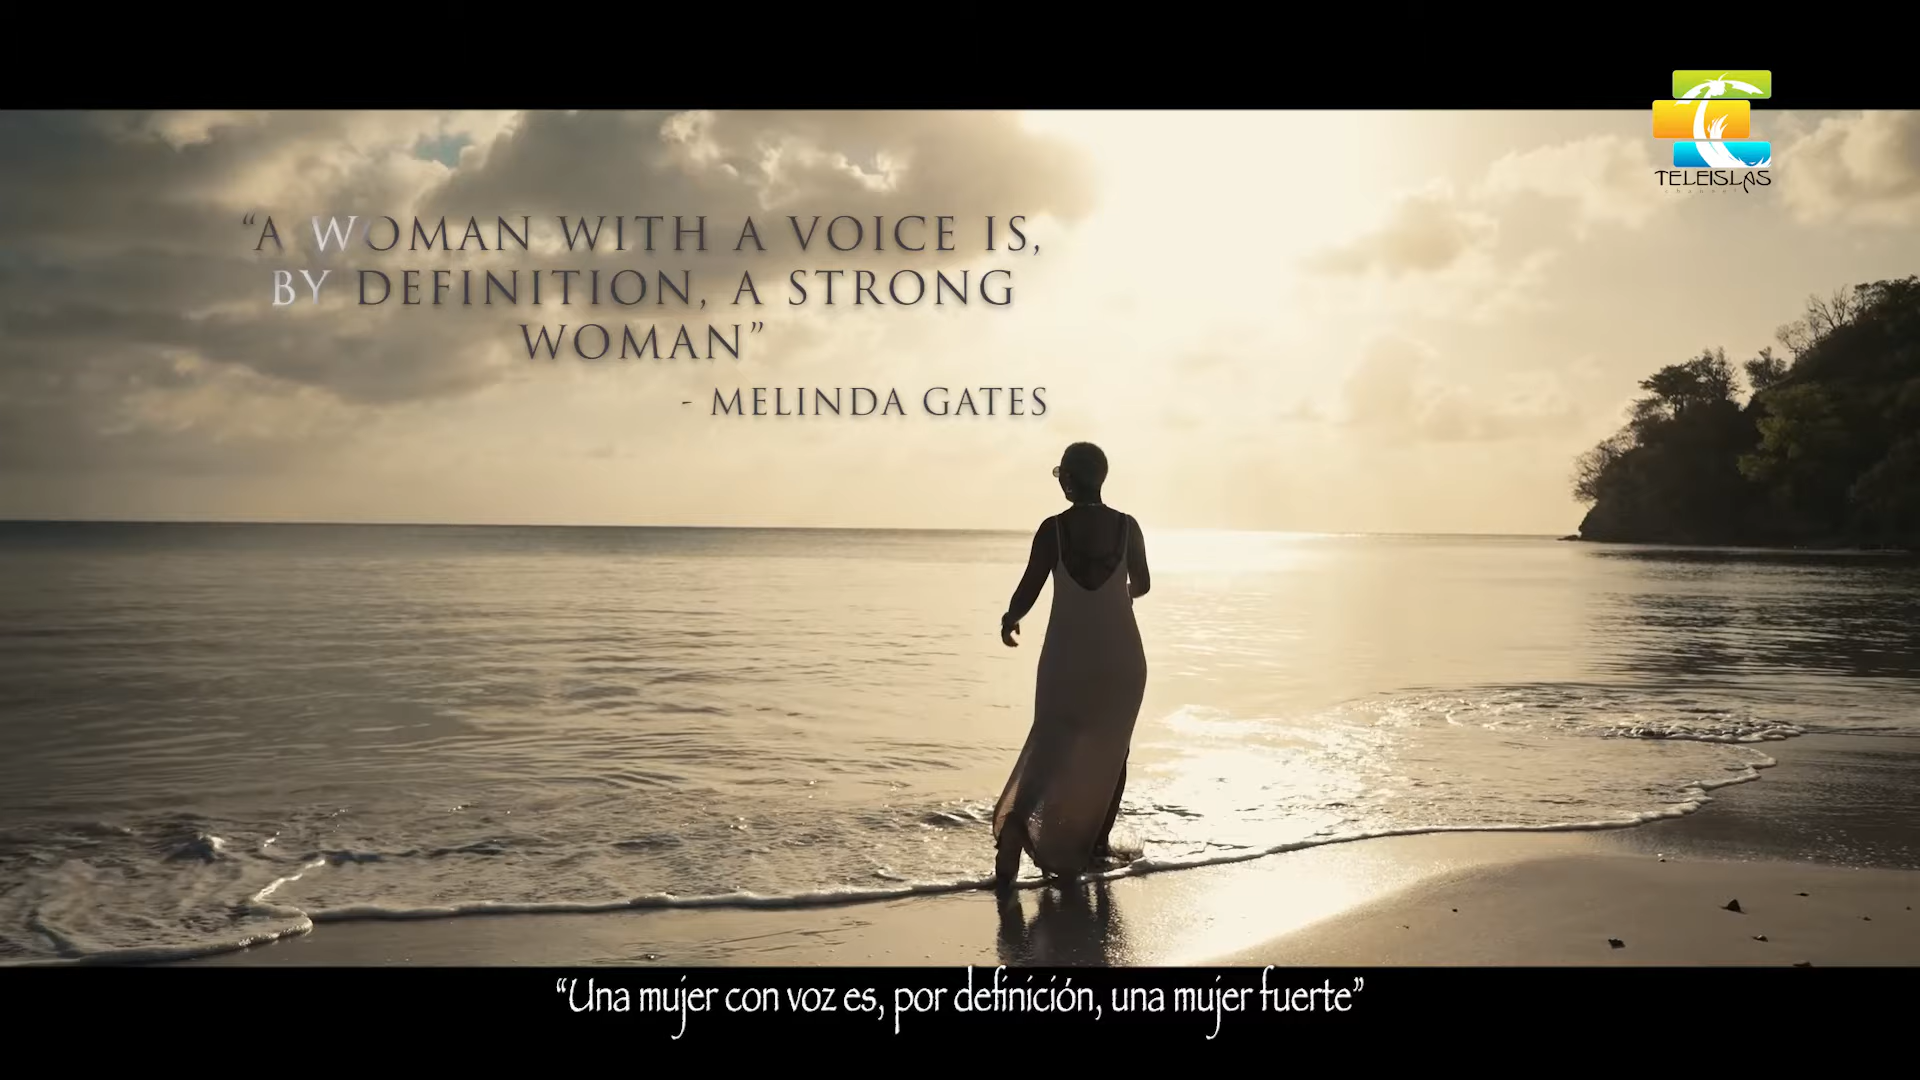 TELEISLAS
channel
“A WOMAN WITH A VOICE IS,
BY DEFINITION, A STRONG
WOMAN”
- MELINDA GATES
“Una mujer con voz es, por definición, una mujer fuerte”